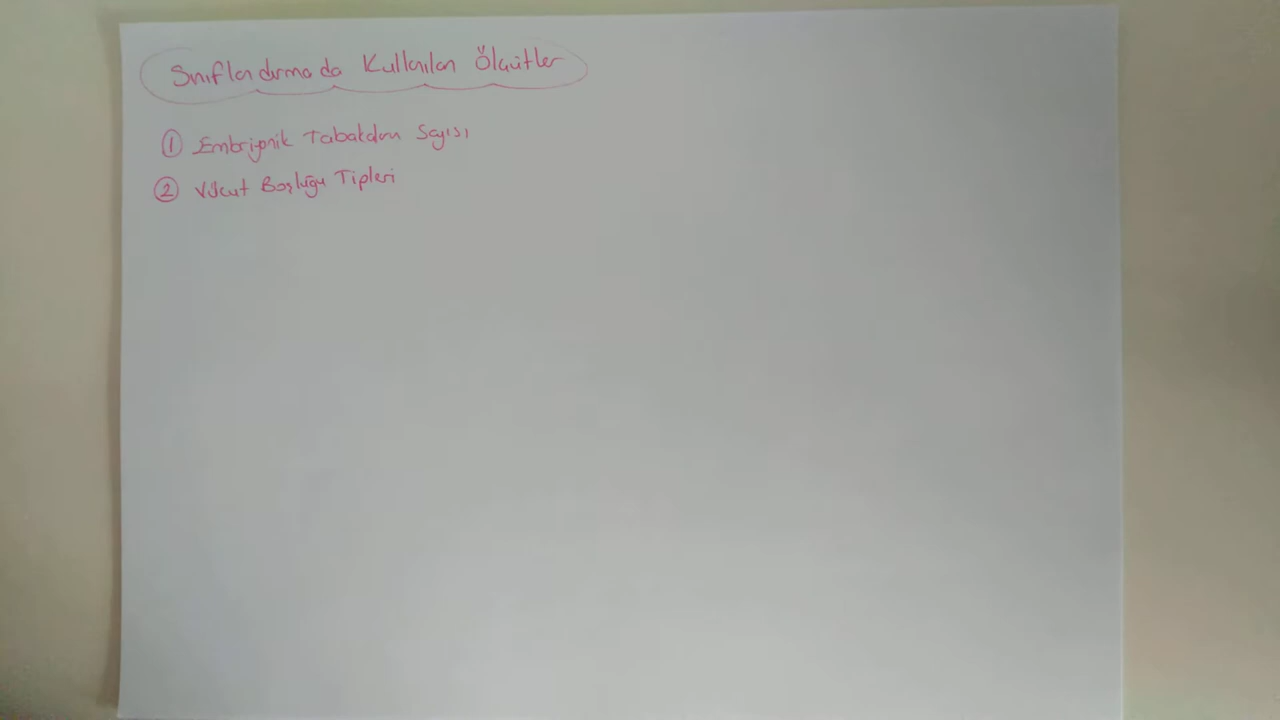 Sınıflandırmada Kullanılan Ölçütler
① Embriyonik Tabakaların Sayısı
② Vücut Boşluğu Tipleri